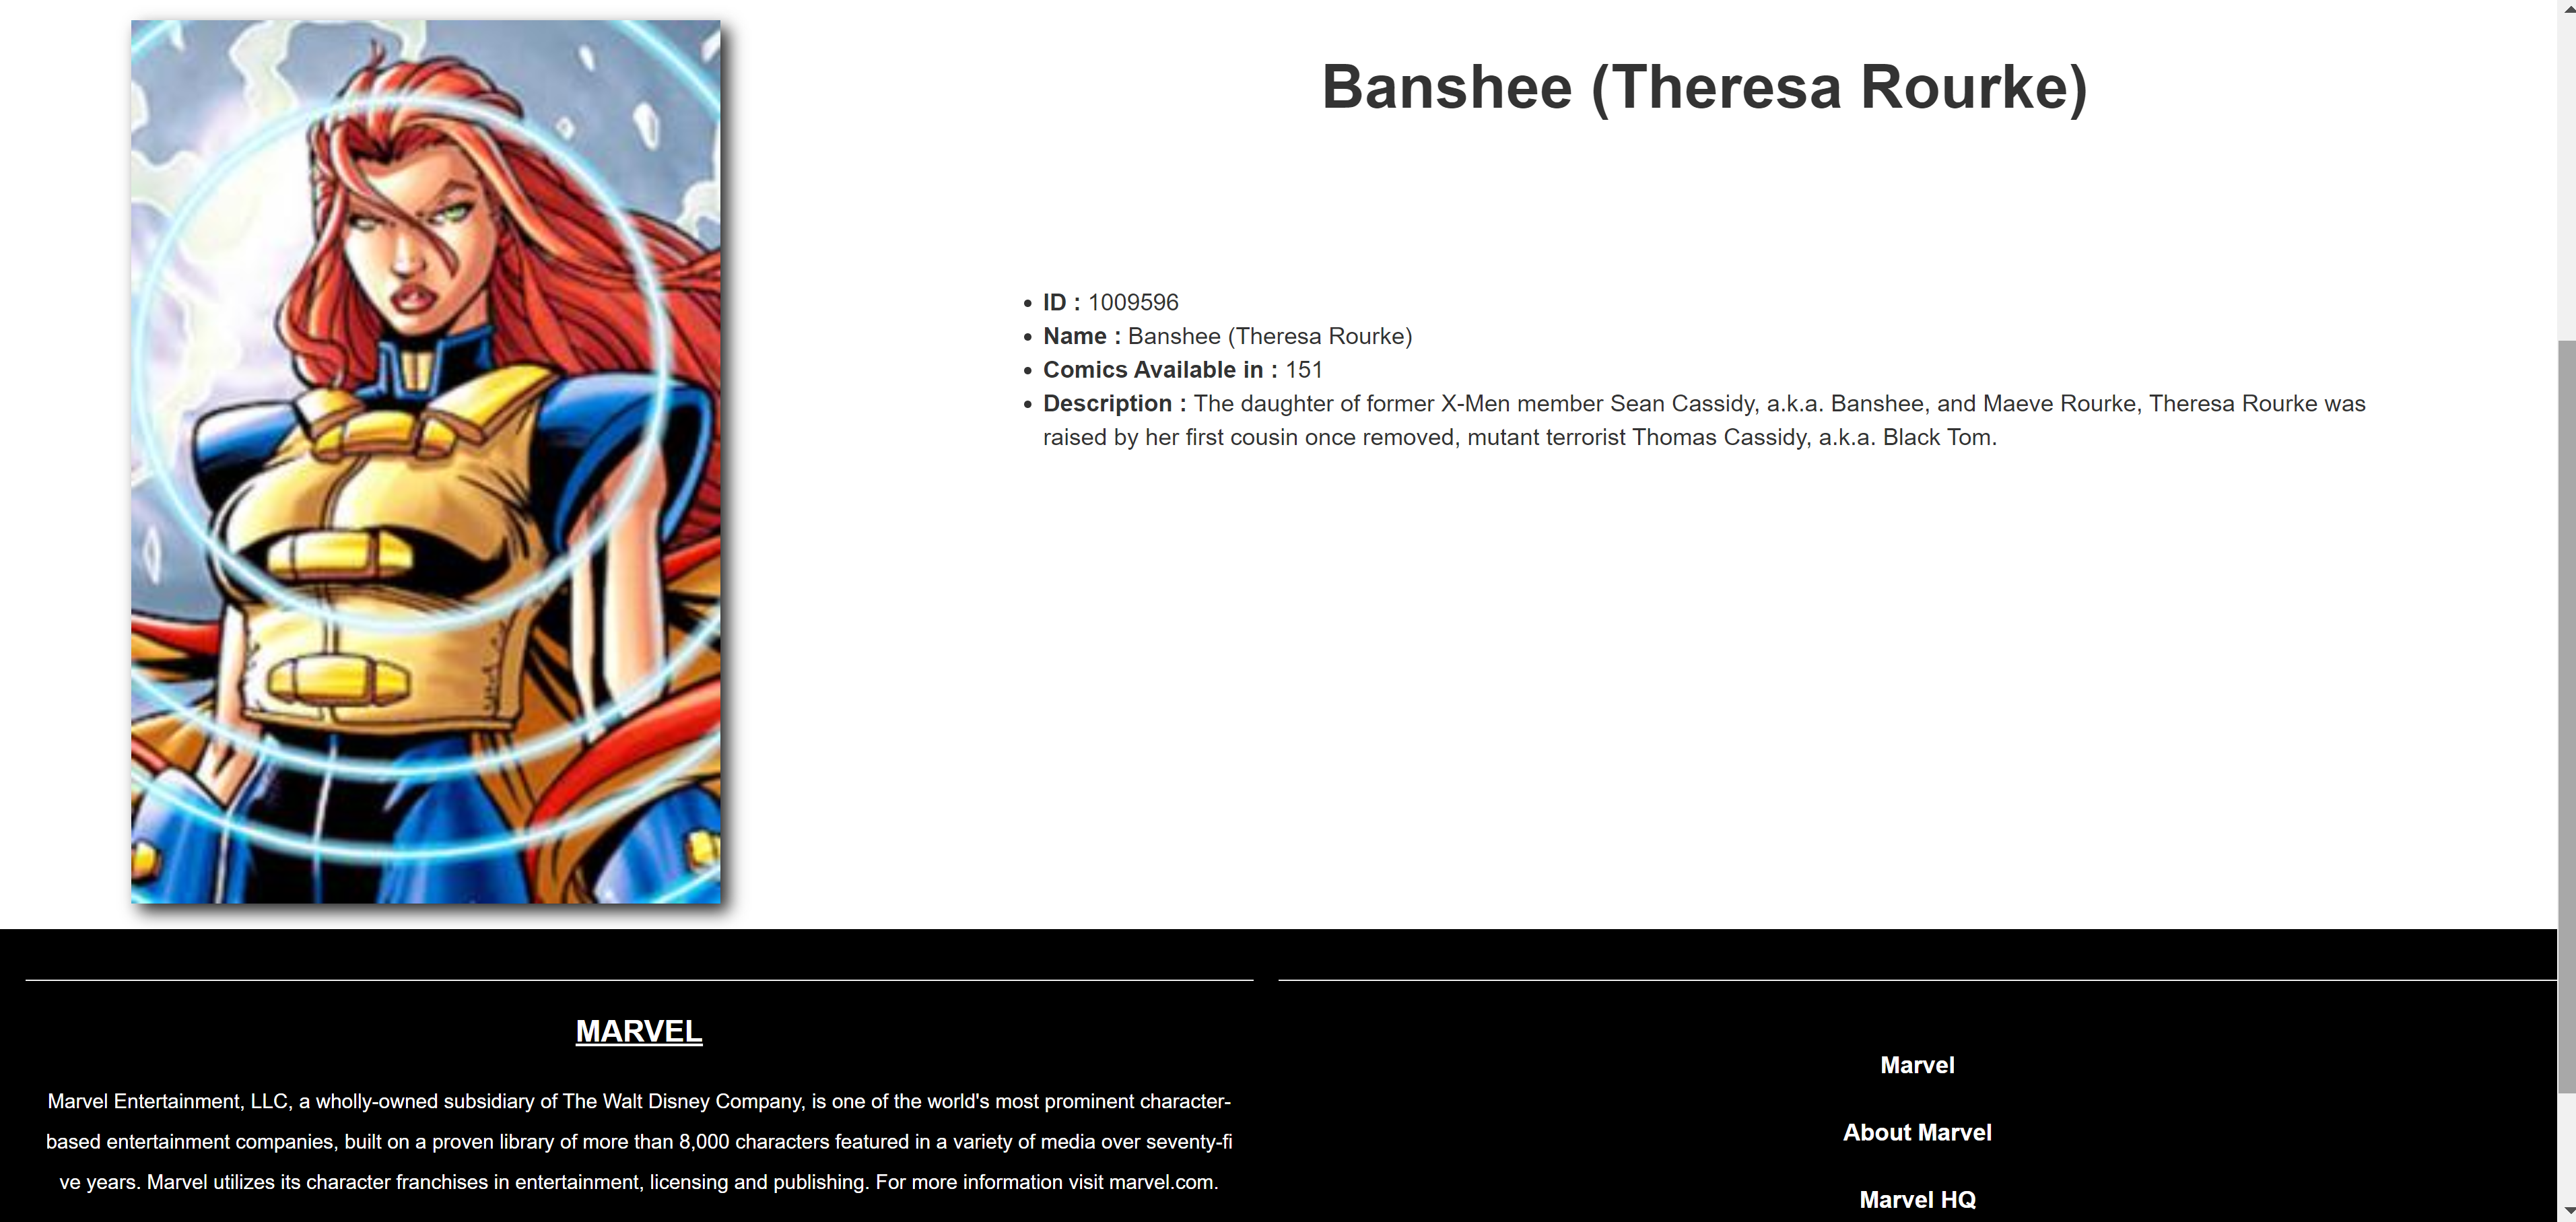 Banshee (Theresa Rourke)
ID : 1009596
Name : Banshee (Theresa Rourke)
Comics Available in : 151
Description : The daughter of former X-Men member Sean Cassidy, a.k.a. Banshee, and Maeve Rourke, Theresa Rourke was
raised by her first cousin once removed, mutant terrorist Thomas Cassidy, a.k.a. Black Tom.
MARVEL
Marvel Entertainment, LLC, a wholly-owned subsidiary of The Walt Disney Company, is one of the world's most prominent character-
based entertainment companies, built on a proven library of more than 8,000 characters featured in a variety of media over seventy-fi
ve years. Marvel utilizes its character franchises in entertainment, licensing and publishing. For more information visit marvel.com.
Marvel
About Marvel
Marvel HQ